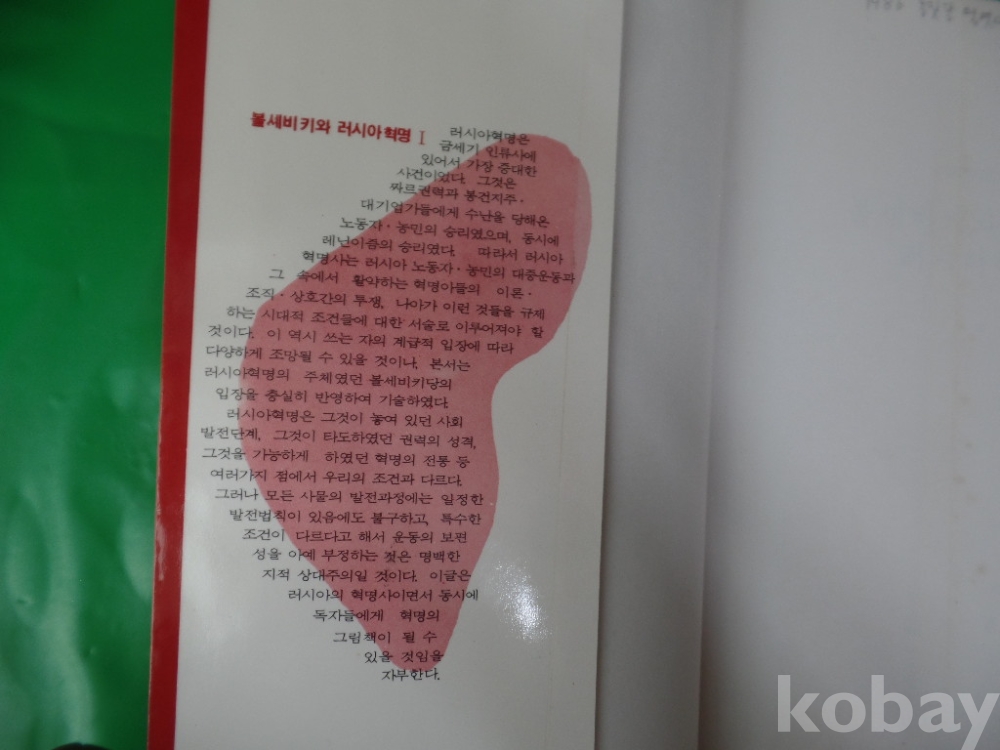 볼세비키와 러시아혁명 I
러시아혁명은
금세기 인류사에
있어서 가장 중대한
사건이었다. 그것은
짜르권력과 봉건지주·
대기업가들에게 수난을 당해온
노동자·농민의 승리였으며, 동시에
레닌이즘의 승리였다. 따라서 러시아
혁명사는 러시아 노동자·농민의 대중운동과
그 속에서 활약하는 혁명아들의 이론·
조직·상호간의 투쟁, 나아가 이런 것들을 규제
하는 시대적 조건들에 대한 서술로 이루어져야 할
것이다. 이 역시 쓰는 자의 계급적 입장에 따라
다양하게 조망될 수 있을 것이나, 본서는
러시아혁명의 주체였던 볼세비키당의
입장을 충실히 반영하여 기술하였다.
러시아혁명은 그것이 놓여 있던 사회
발전단계, 그것이 타도하였던 권력의 성격,
그것을 가능하게 하였던 혁명의 전통 등
여러가지 점에서 우리의 조건과 다르다.
그러나 모든 사물의 발전과정에는 일정한
발전법칙이 있음에도 불구하고, 특수한
조건이 다르다고 해서 운동의 보편
성을 아예 부정하는 것은 명백한
지적 상대주의일 것이다. 이글은
러시아의 혁명사이면서 동시에
독자들에게 혁명의
그림책이 될 수
있을 것임을
자부한다.
kobay